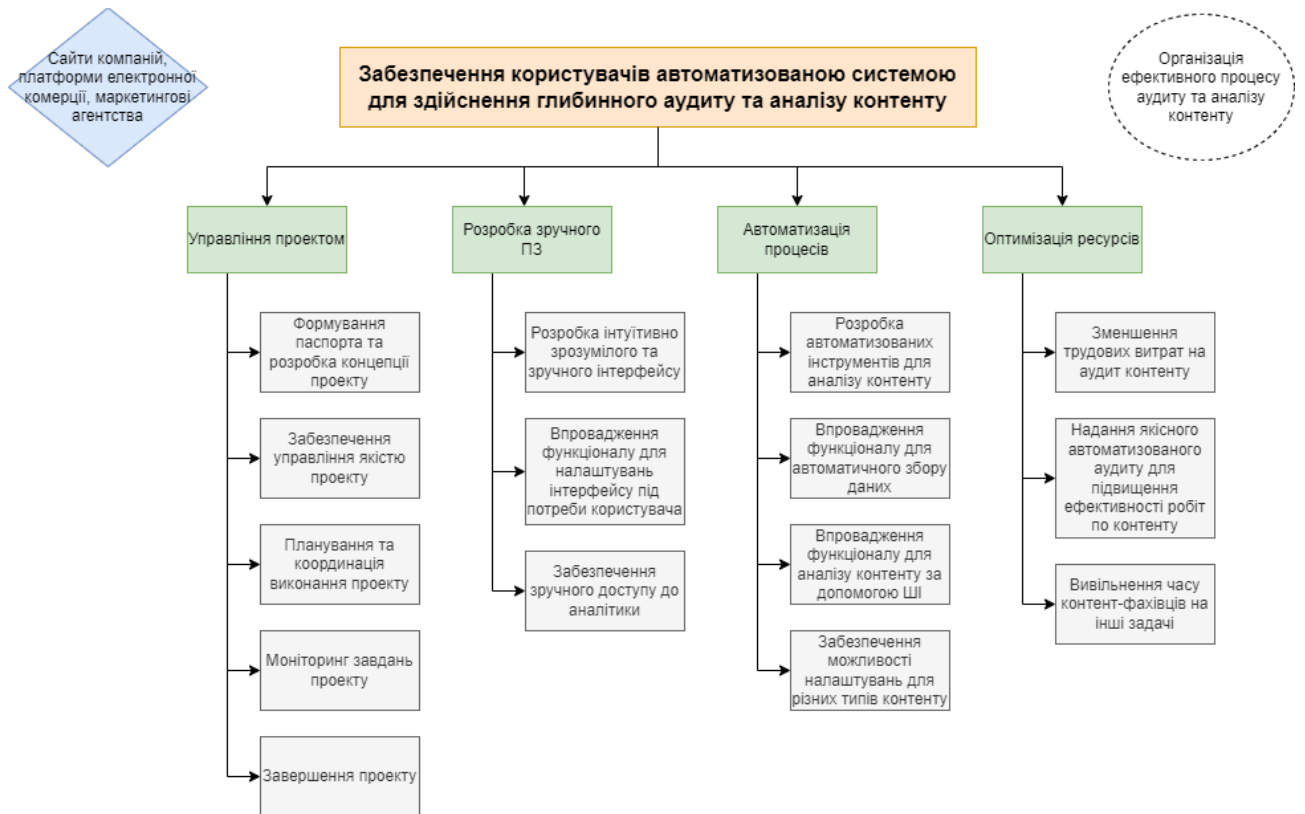 Сайти компаній,
платформи електронної
комерції, маркетингові
агентства
Забезпечення користувачів автоматизованою системою
для здійснення глибинного аудиту та аналізу контенту
Організація
ефективного процесу
аудиту та аналізу
контенту
Управління проектом
Розробка зручного
ПЗ
Автоматизація
процесів
Оптимізація ресурсів
Формування
паспорта та
розробка концепції
проекту
Забезпечення
управління якістю
проекту
Планування та
координація
виконання проекту
Моніторинг завдань
проекту
Завершення проекту
Розробка інтуїтивно
зрозумілого та
зручного інтерфейсу
Впровадження
функціоналу для
налаштувань
інтерфейсу під
потреби користувача
Забезпечення
зручного доступу до
аналітики
Розробка
автоматизованих
інструментів для
аналізу контенту
Впровадження
функціоналу для
автоматичного збору
даних
Впровадження
функціоналу для
аналізу контенту за
допомогою ШІ
Забезпечення
можливості
налаштувань для
різних типів контенту
Зменшення
трудових витрат на
аудит контенту
Надання якісного
автоматизованого
аудиту для
підвищення
ефективності робіт
по контенту
Вивільнення часу
контент-фахівців на
інші задачі